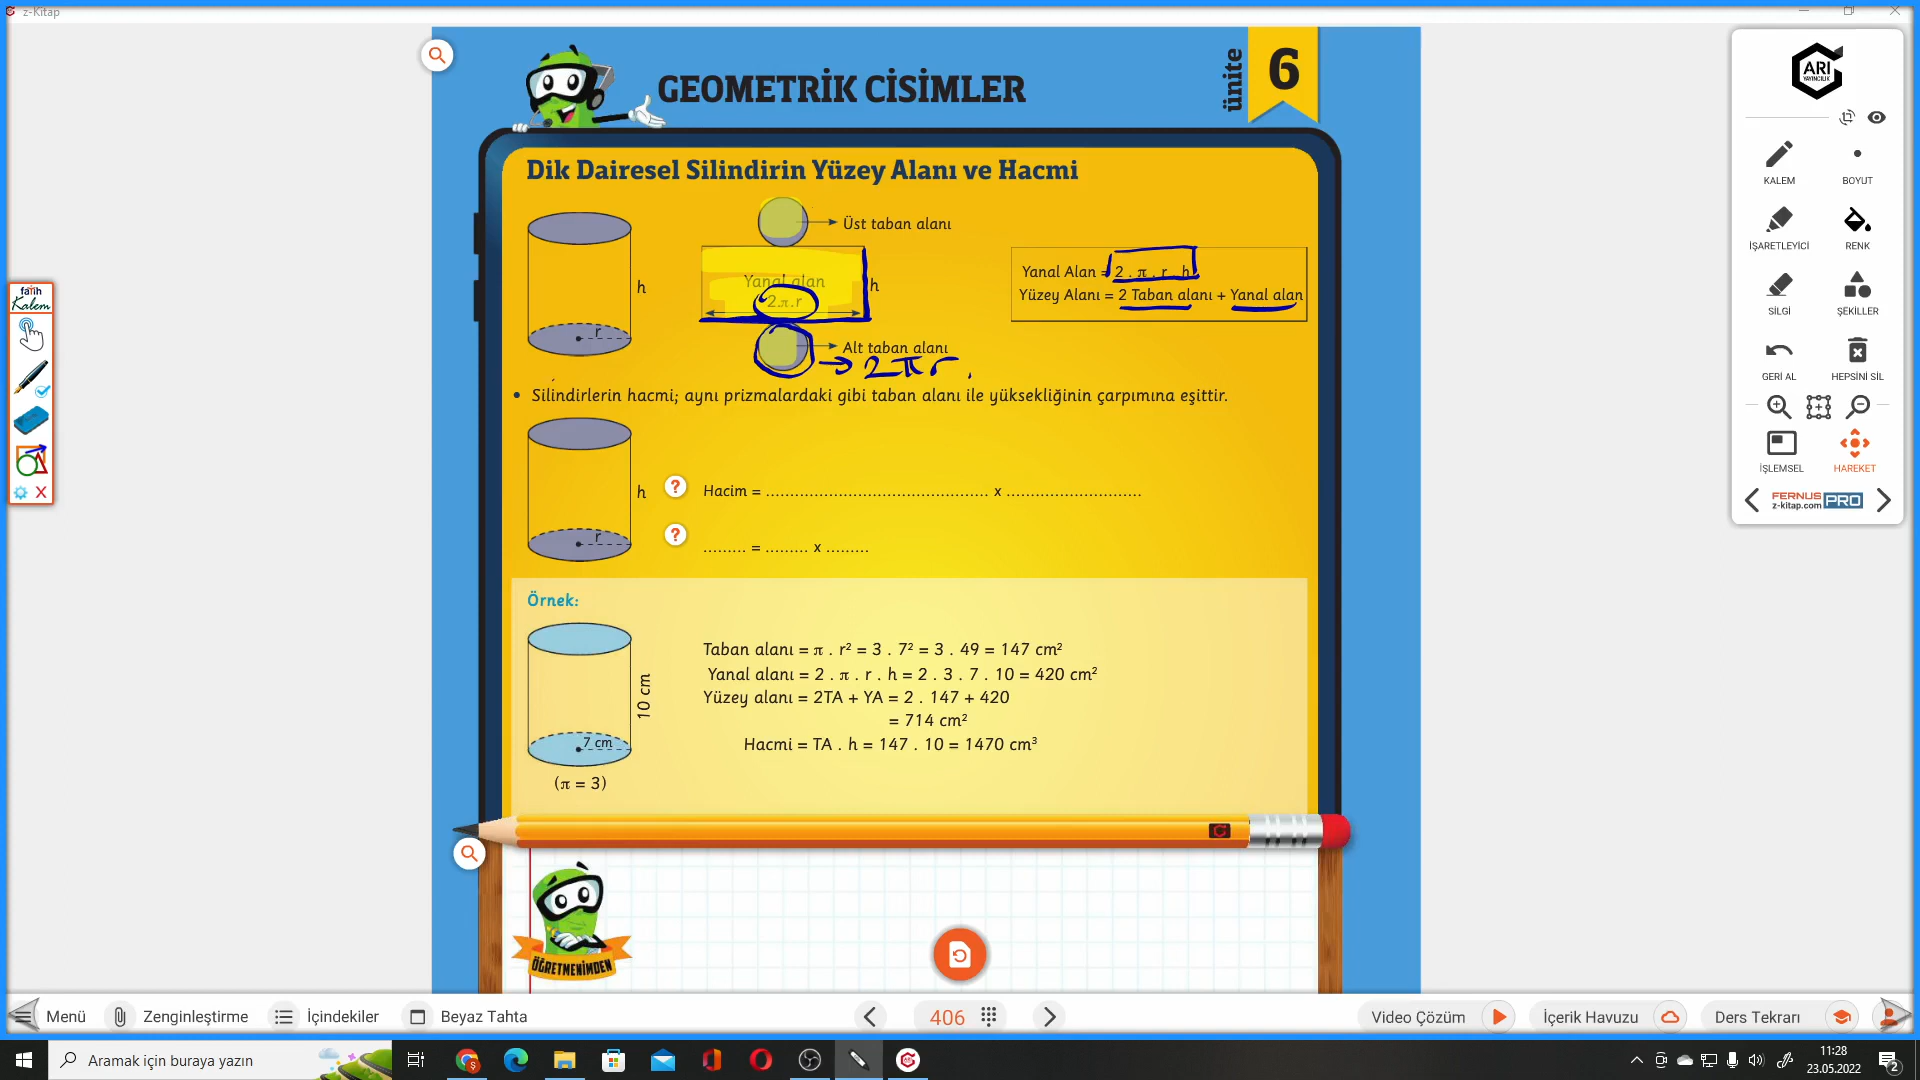 z-Kitap
GEOMETRİK CİSİMLER
ünite
6
Dik Dairesel Silindirin Yüzey Alanı ve Hacmi
Üst taban alanı
Yanal alan
2.π.r
h
h
r
Alt taban alanı
2πr
Yanal Alan = 2 . π . r . h
Yüzey Alanı = 2 Taban alanı + Yanal alan
• Silindirlerin hacmi; aynı prizmalardaki gibi taban alanı ile yüksekliğinin çarpımına eşittir.
h
r
? Hacim = .............................................. x ............................
? ......... = ......... x .........
Örnek:
10 cm
7 cm
(π = 3)
Taban alanı = π . r² = 3 . 7² = 3 . 49 = 147 cm²
Yanal alanı = 2 . π . r . h = 2 . 3 . 7 . 10 = 420 cm²
Yüzey alanı = 2TA + YA = 2 . 147 + 420
= 714 cm²
Hacmi = TA . h = 147 . 10 = 1470 cm³
ÖĞRETMENİMDEN
fatih
Kalem
ARI
YAYINCILIK
KALEM
BOYUT
İŞARETLEYİCİ
RENK
SİLGİ
ŞEKİLLER
GERİ AL
HEPSİNİ SİL
İŞLEMSEL
HAREKET
FERNUS PRO
z-kitap.com
Menü
Zenginleştirme
İçindekiler
Beyaz Tahta
406
Video Çözüm
İçerik Havuzu
Ders Tekrarı
Aramak için buraya yazın
11:28
23.05.2022
2